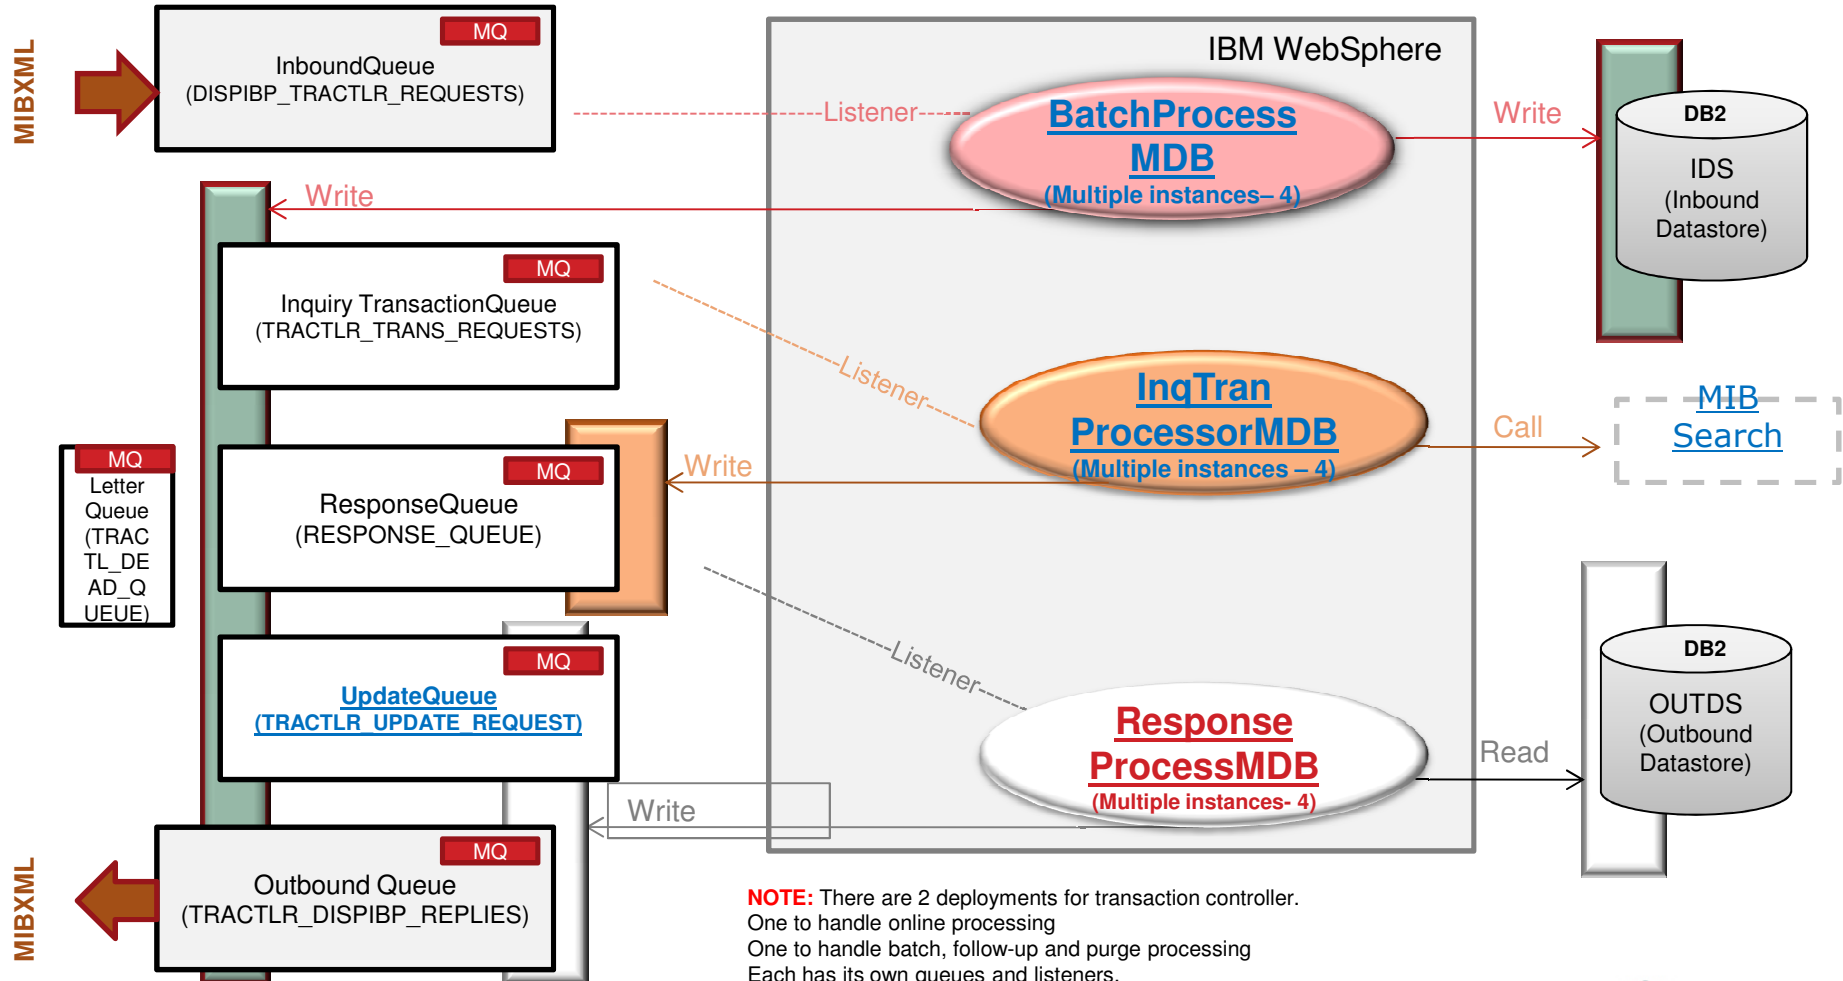 MIBXML
MQ
InboundQueue
(DISPIBP_TRACTLR_REQUESTS)
Listener
IBM WebSphere
BatchProcess
MDB
(Multiple instances– 4)
Write
DB2
IDS
(Inbound
Datastore)
Write
MQ
Inquiry TransactionQueue
(TRACTLR_TRANS_REQUESTS)
Listener
InqTran
ProcessorMDB
(Multiple instances – 4)
Call
MIB
Search
MQ
Letter
Queue
(TRAC
TL_DE
AD_Q
UEUE)
MQ
ResponseQueue
(RESPONSE_QUEUE)
Write
Listener
MQ
UpdateQueue
(TRACTLR_UPDATE_REQUEST)
Response
ProcessMDB
(Multiple instances- 4)
Read
DB2
OUTDS
(Outbound
Datastore)
Write
MIBXML
MQ
Outbound Queue
(TRACTLR_DISPIBP_REPLIES)
NOTE: There are 2 deployments for transaction controller.
One to handle online processing
One to handle batch, follow-up and purge processing
Each has its own queues and listeners.